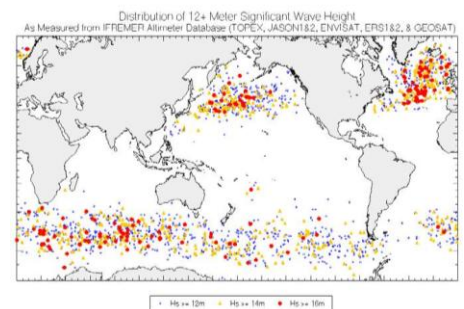 Distribution of 12+ Meter Significant Wave Height
As Measured from IFREMER Altimeter Database (TOPEX, JASON1&2, ENVISAT, ERS1&2, & GEOSAT)
Hs >= 12m Hs >= 14m Hs >= 16m